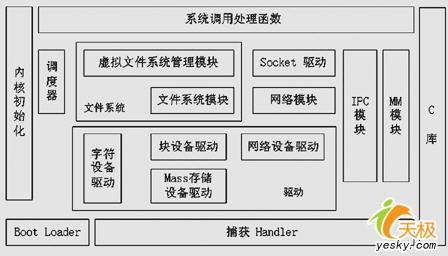 系统调用处理函数
内核初始化
调度器
虚拟文件系统管理模块
文件系统
文件系统模块
Socket 驱动
网络模块
IPC
模块
MM
模块
C
库
字符
设备
驱动
块设备驱动
网络设备驱动
Mass存储
设备驱动
驱动
Boot Loader
捕获 Handler
天极
yesky.com